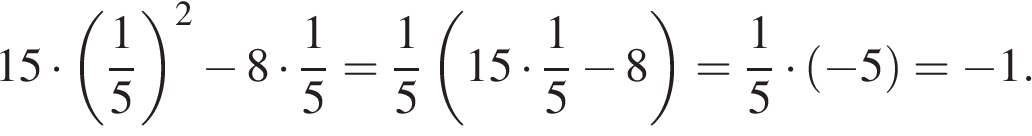 15 · (1/5)² − 8 · 1/5 = 1/5 (15 · 1/5 − 8) = 1/5 · (−5) = −1.